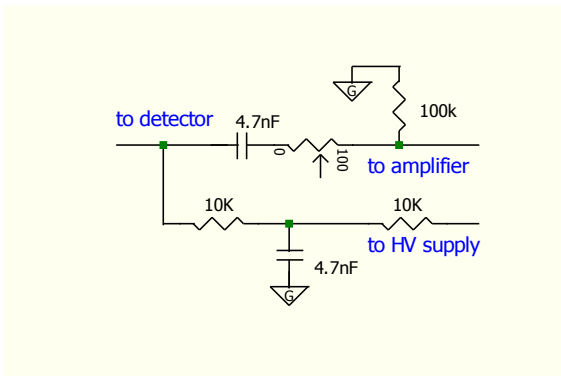 G
100k
to detector
4.7nF
0
100
to amplifier
10K
10K
to HV supply
4.7nF
G